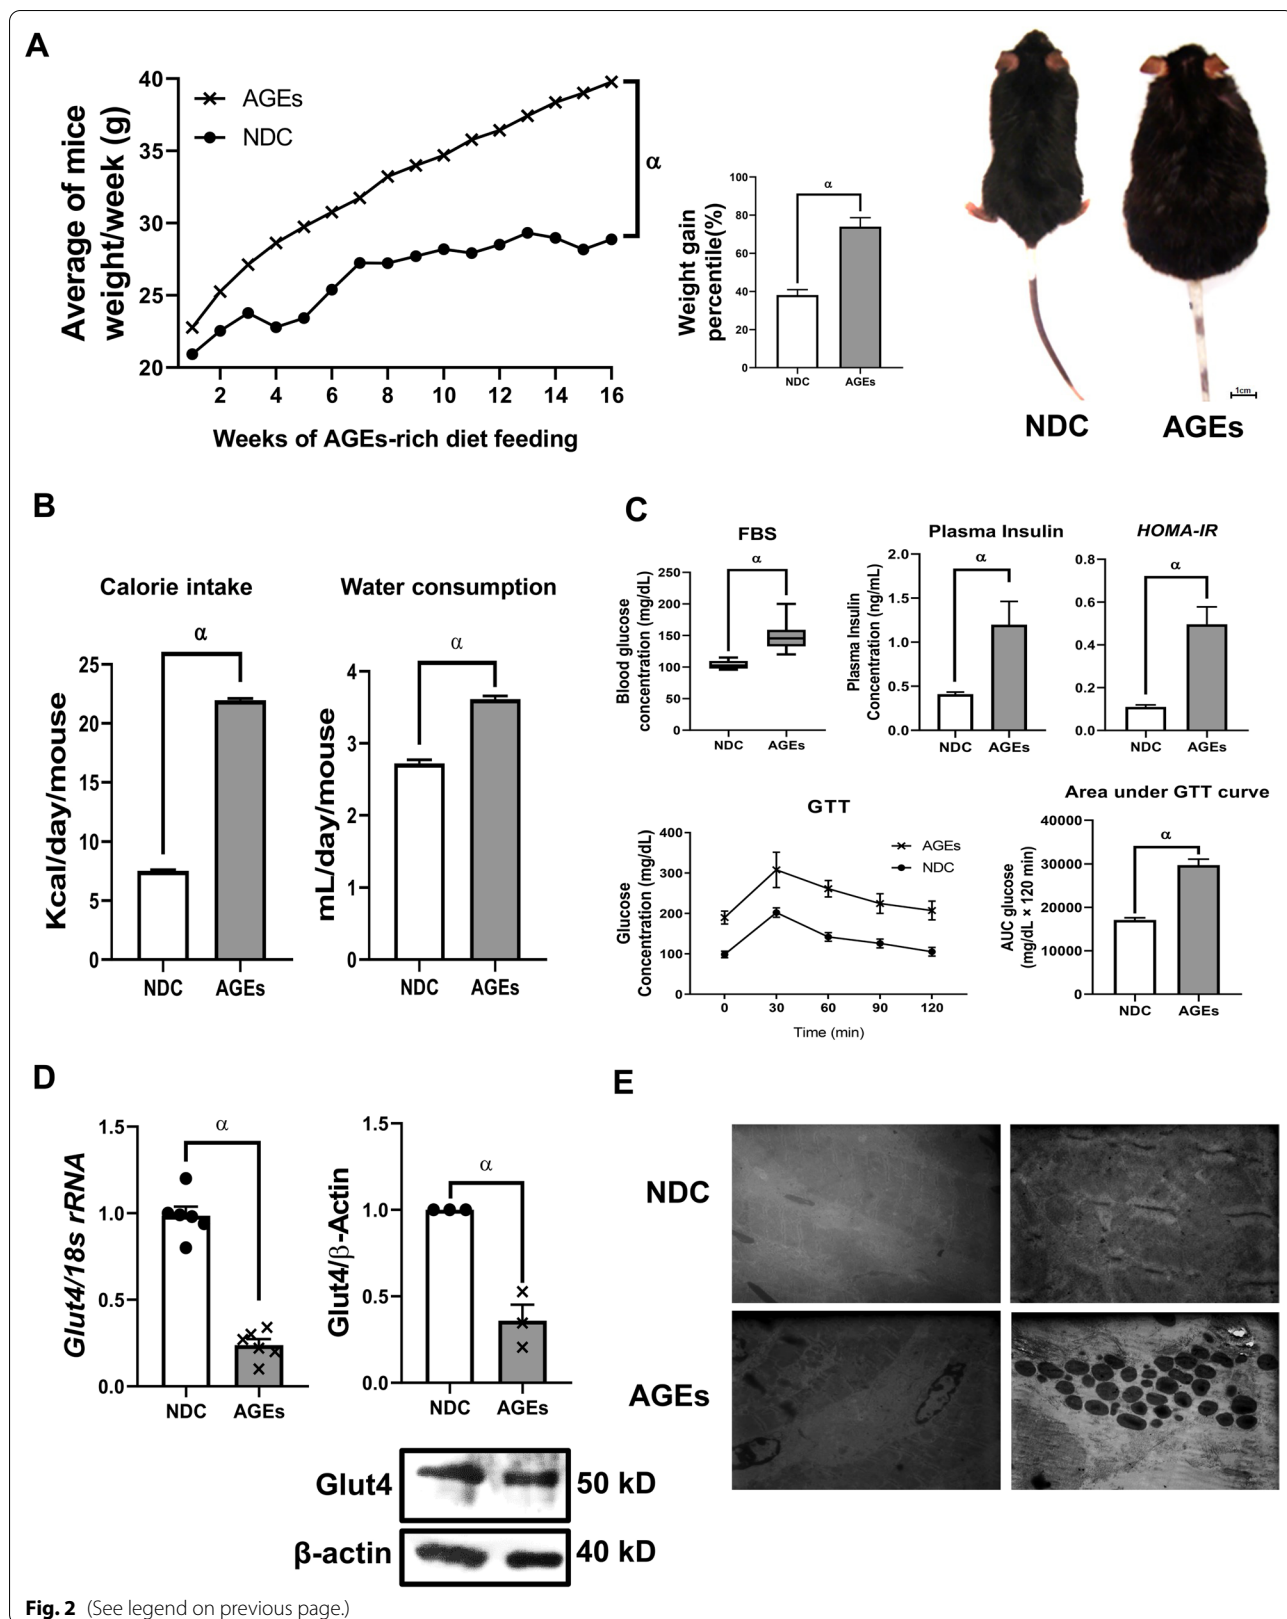 A
Average of mice
weight/week (g)
40
35
30
25
20
AGEs
NDC
α
2 4 6 8 10 12 14 16
Weeks of AGEs-rich diet feeding
Weight gain
percentile(%)
100
80
60
40
20
0
α
NDC AGEs
1cm
NDC AGEs
B
Calorie intake
Kcal/day/mouse
25
20
15
10
5
0
α
NDC AGEs
Water consumption
mL/day/mouse
4
3
2
1
0
α
NDC AGEs
C
FBS
Blood glucose
concentration (mg/dL)
250
200
150
100
50
0
α
NDC AGEs
Plasma Insulin
Plasma Insulin
Concentration (ng/mL)
2.0
1.5
1.0
0.5
0.0
α
NDC AGEs
HOMA-IR
0.8
0.6
0.4
0.2
0.0
α
NDC AGEs
GTT
Glucose
Concentration (mg/dL)
400
300
200
100
0
AGEs
NDC
0 30 60 90 120
Time (min)
Area under GTT curve
AUC glucose
(mg/dL × 120 min)
40000
30000
20000
10000
0
α
NDC AGEs
D
Glut4/18s rRNA
1.5
1.0
0.5
0.0
α
NDC AGEs
Glut4/β-Actin
1.5
1.0
0.5
0.0
α
NDC AGEs
Glut4 50 kD
β-actin 40 kD
E
NDC
AGEs
Fig. 2 (See legend on previous page.)